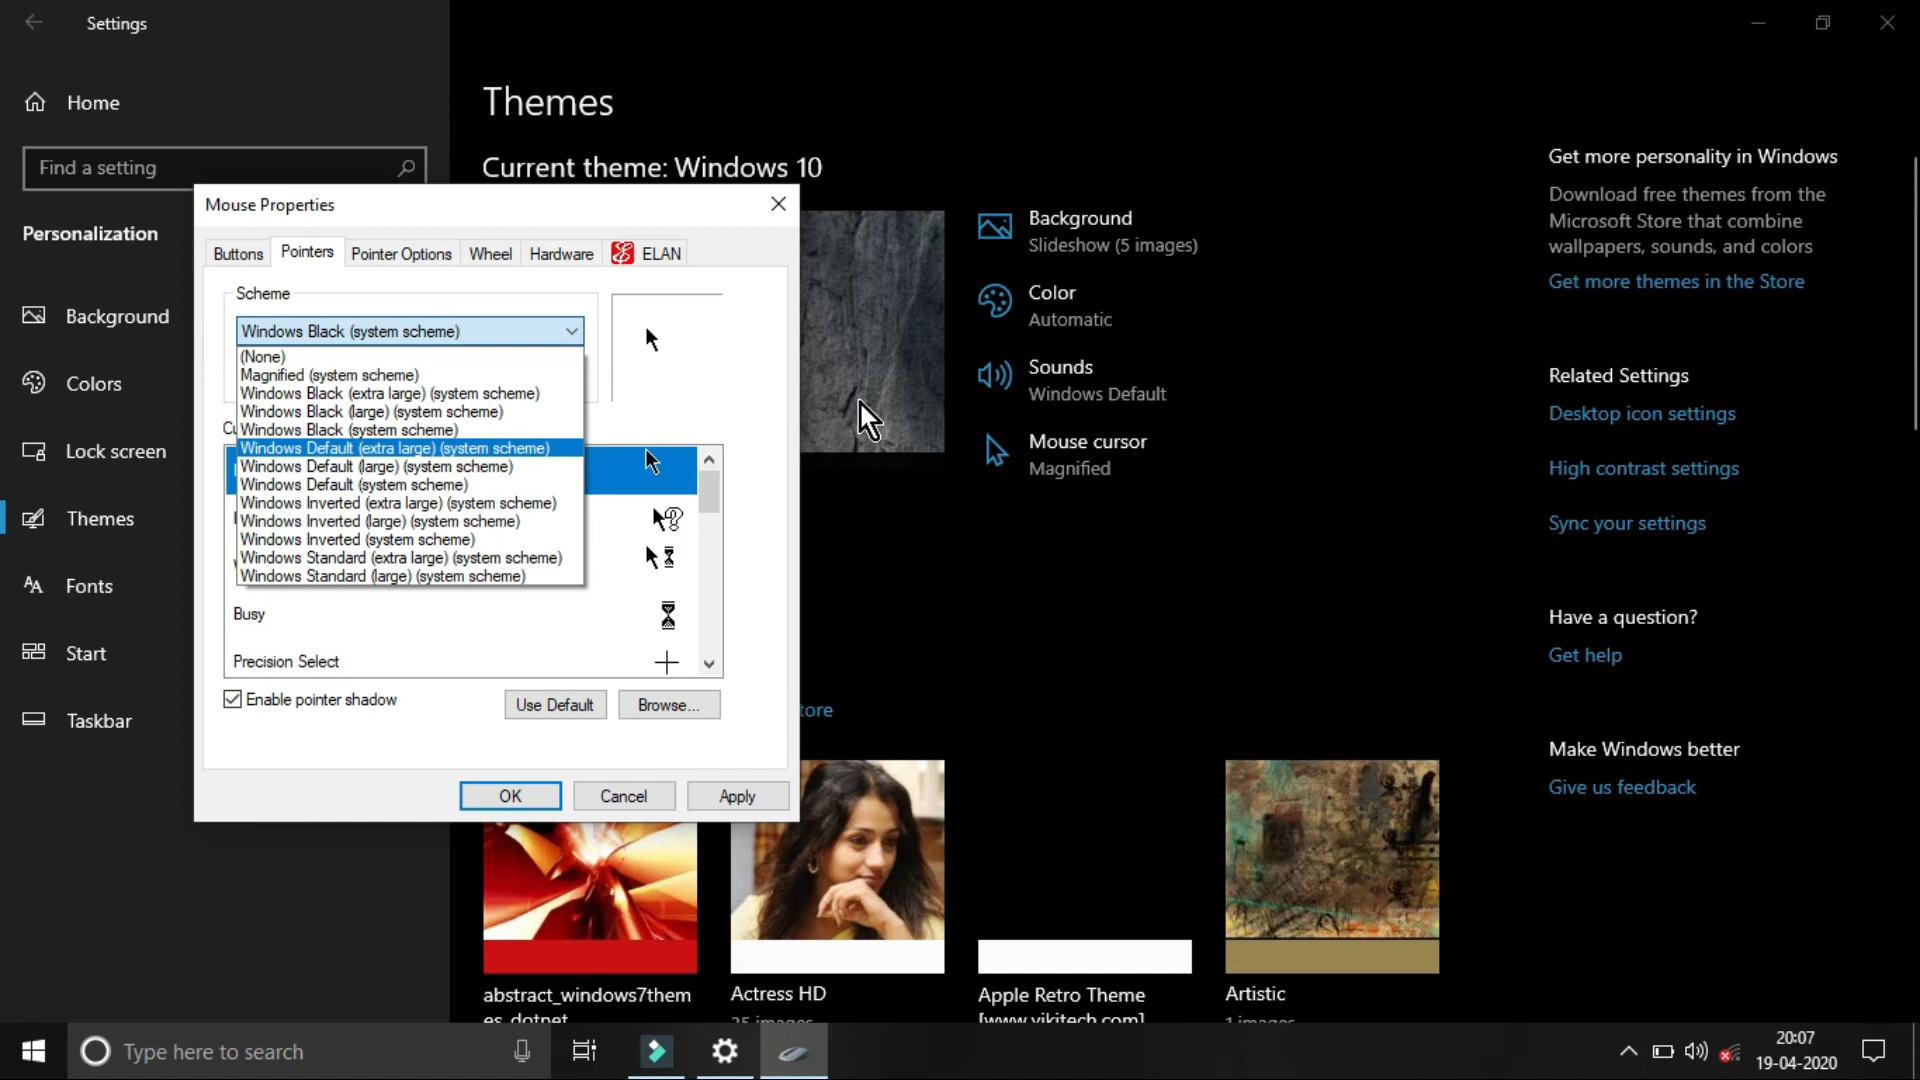 Settings
Home
Find a setting
Personalization
Background
Colors
Lock screen
Themes
Fonts
Start
Taskbar
Themes
Current theme: Windows 10
Background
Slideshow (5 images)
Color
Automatic
Sounds
Windows Default
Mouse cursor
Magnified
tore
abstract_windows7them
es_dotnet
Actress HD
25 images
Apple Retro Theme
[www.vikitech.com]
Artistic
1 images
Get more personality in Windows
Download free themes from the
Microsoft Store that combine
wallpapers, sounds, and colors
Get more themes in the Store
Related Settings
Desktop icon settings
High contrast settings
Sync your settings
Have a question?
Get help
Make Windows better
Give us feedback
Mouse Properties
Buttons
Pointers
Pointer Options
Wheel
Hardware
ELAN
Scheme
Windows Black (system scheme)
(None)
Magnified (system scheme)
Windows Black (extra large) (system scheme)
Windows Black (large) (system scheme)
Windows Black (system scheme)
Windows Default (extra large) (system scheme)
Windows Default (large) (system scheme)
Windows Default (system scheme)
Windows Inverted (extra large) (system scheme)
Windows Inverted (large) (system scheme)
Windows Inverted (system scheme)
Windows Standard (extra large) (system scheme)
Windows Standard (large) (system scheme)
Busy
Precision Select
Enable pointer shadow
Use Default
Browse...
OK
Cancel
Apply
Type here to search
20:07
19-04-2020